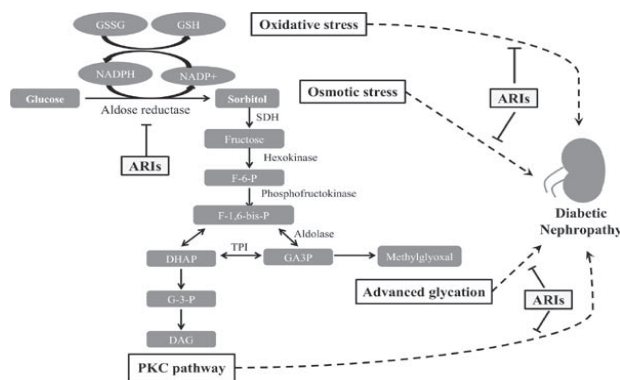 GSSG
GSH
Oxidative stress
NADPH
NADP+
Glucose
Aldose reductase
Sorbitol
Osmotic stress
ARIs
SDH
ARIs
Fructose
Hexokinase
F-6-P
Phosphofructokinase
F-1,6-bis-P
Aldolase
Diabetic
Nephropathy
DHAP
TPI
GA3P
Methylglyoxal
Advanced glycation
ARIs
G-3-P
DAG
PKC pathway